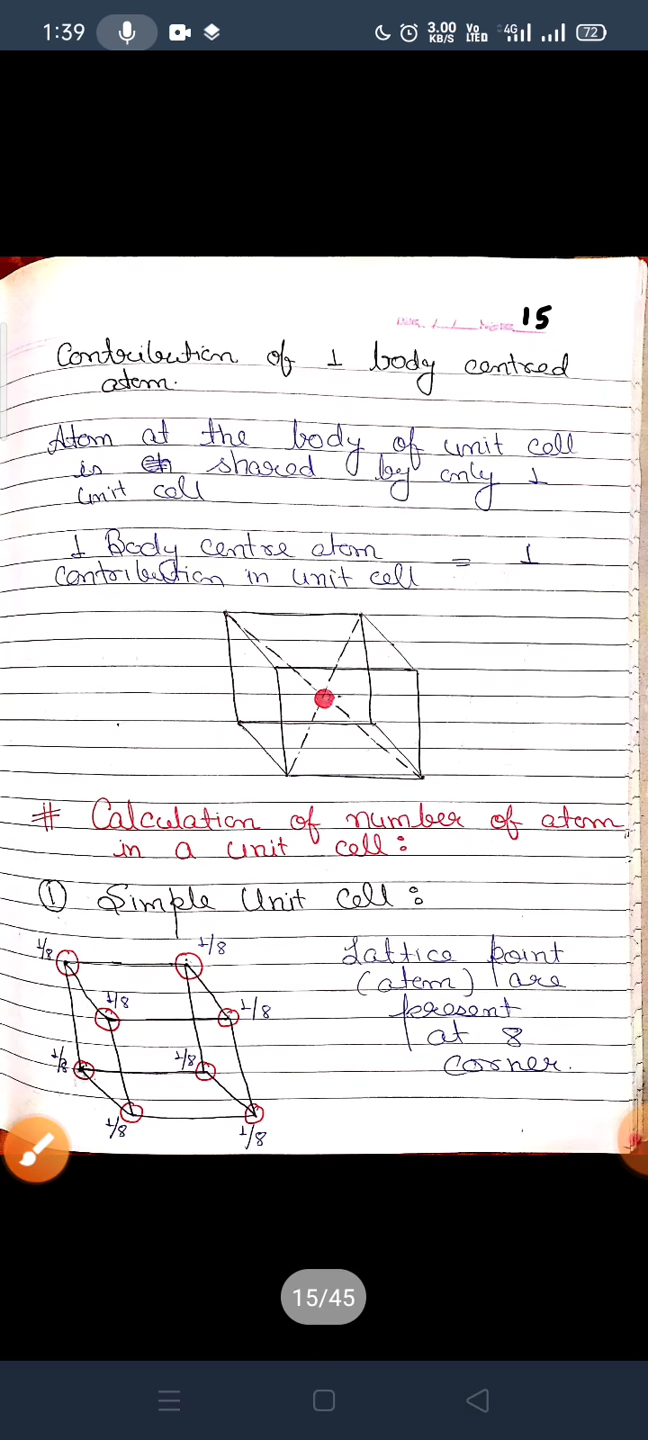 1:39
3.00 KB/S
Vo LTED
4G
72
15
Contribution of 1 body centred
atom.
Atom at the body of unit cell
is shared by only 1
unit cell
1 Body centre atom
contribution in unit cell = 1
# Calculation of number of atom
in a unit cell:
① Simple Unit Cell:
1/8
1/8
1/8
1/8
1/8
1/8
1/8
1/8
Lattice point
(atom) are
present
at 8
corner.
15/45